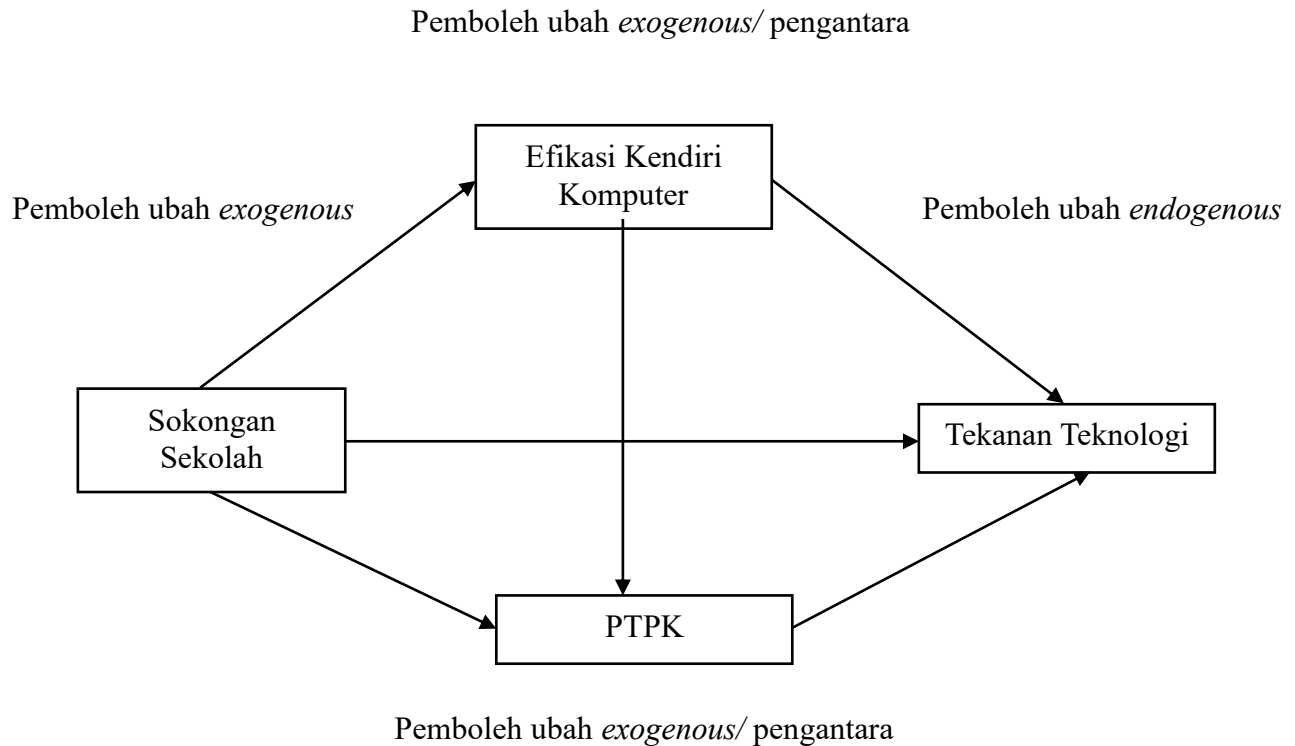 Pemboleh ubah exogenous/ pengantara
Efikasi Kendiri
Komputer
Pemboleh ubah exogenous
Pemboleh ubah endogenous
Sokongan
Sekolah
Tekanan Teknologi
PTPK
Pemboleh ubah exogenous/ pengantara